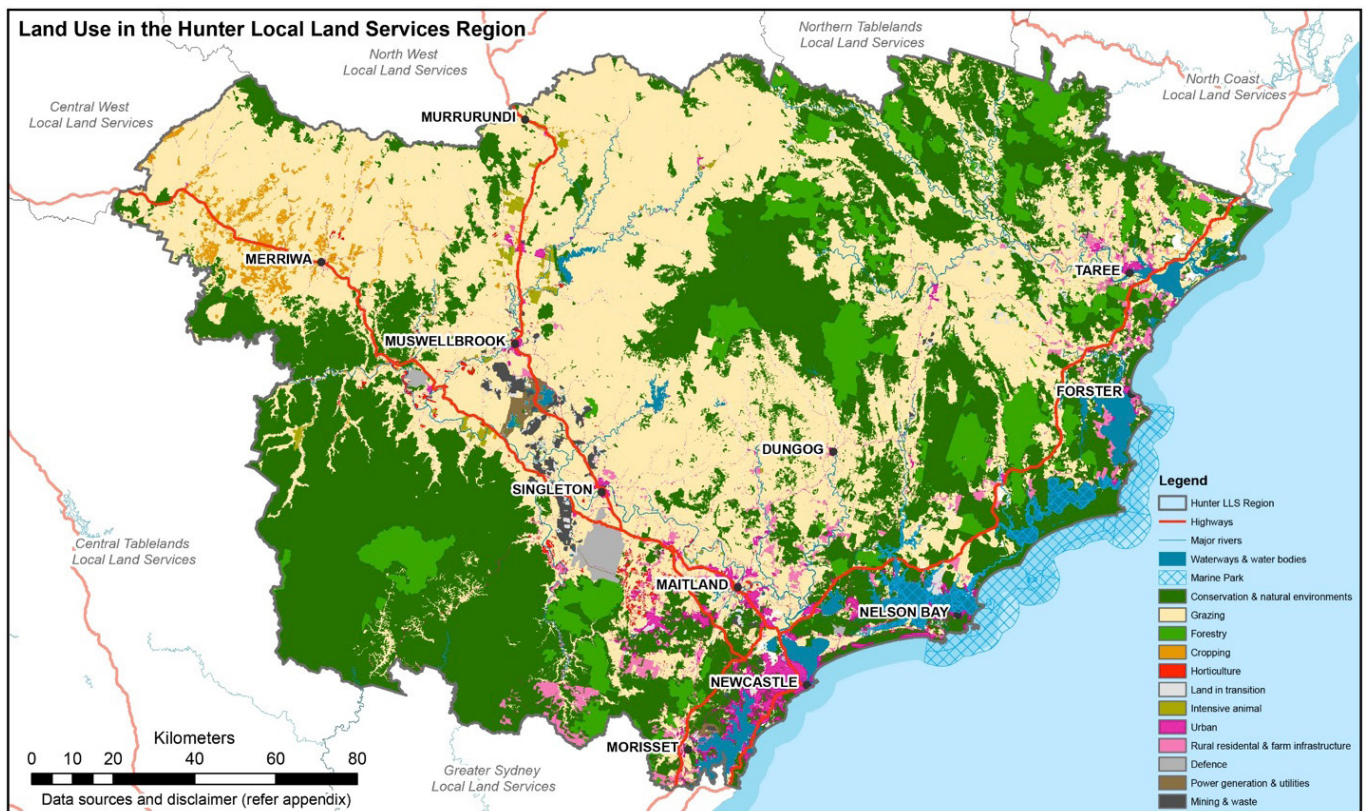 Land Use in the Hunter Local Land Services Region
North West
Local Land Services
Northern Tablelands
Local Land Services
North Coast
Local Land Services
Central West
Local Land Services
MURRURUNDI
MERRIWA
TAREE
MUSWELLBROOK
FORSTER
DUNGOG
SINGLETON
Central Tablelands
Local Land Services
MAITLAND
NELSON BAY
NEWCASTLE
MORISSET
Greater Sydney
Local Land Services
Kilometers
0 10 20 40 60 80
Data sources and disclaimer (refer appendix)
Legend
Hunter LLS Region
Highways
Major rivers
Waterways & water bodies
Marine Park
Conservation & natural environments
Grazing
Forestry
Cropping
Horticulture
Land in transition
Intensive animal
Urban
Rural residental & farm infrastructure
Defence
Power generation & utilities
Mining & waste